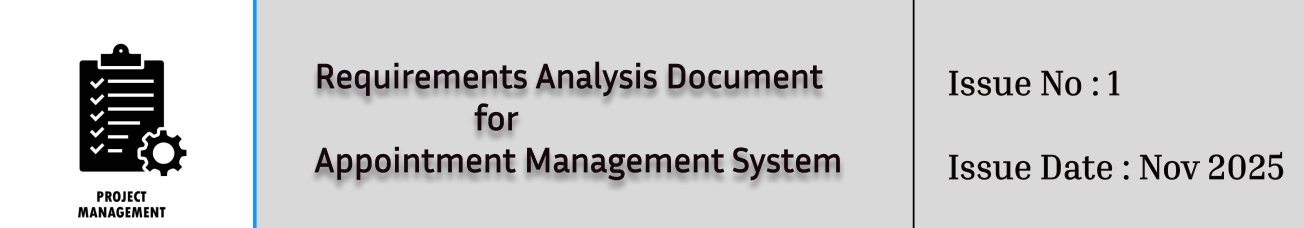 PROJECT
MANAGEMENT
Requirements Analysis Document
for
Appointment Management System
Issue No : 1
Issue Date : Nov 2025